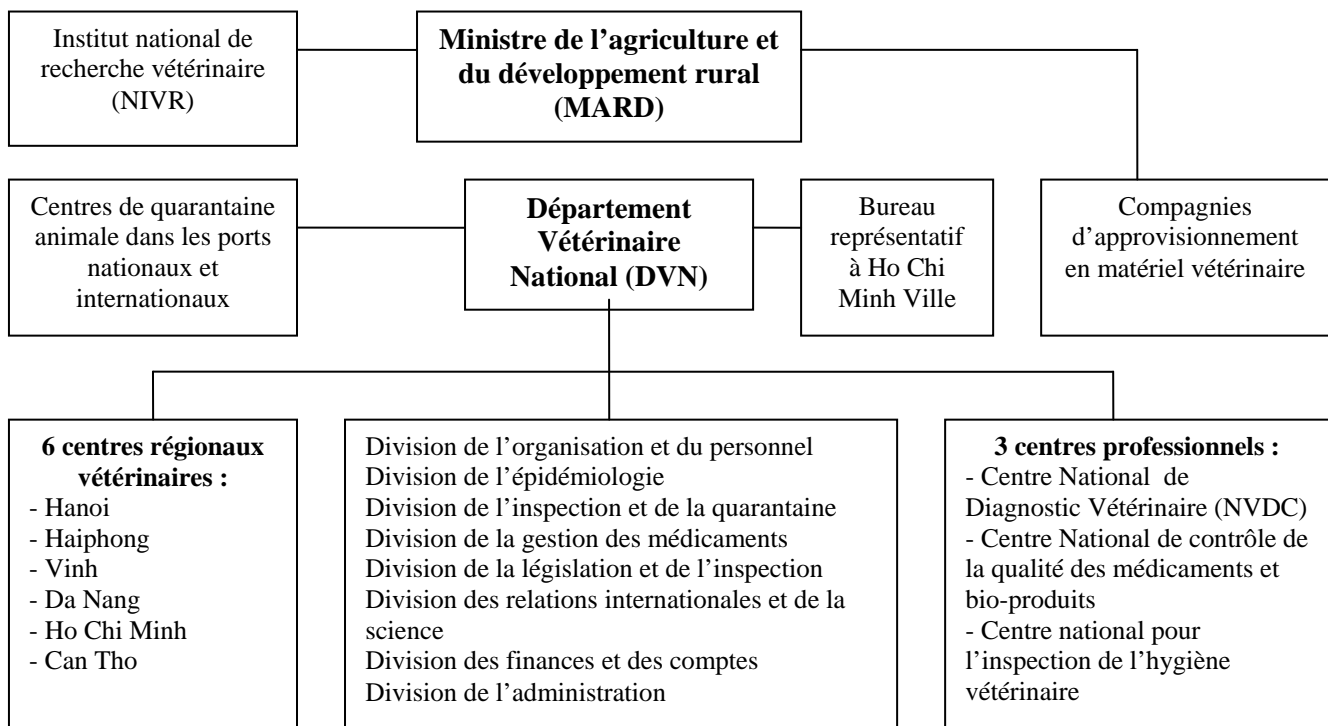 Institut national de
recherche vétérinaire
(NIVR)
Ministre de l’agriculture et
du développement rural
(MARD)
Centres de quarantaine
animale dans les ports
nationaux et
internationaux
Département
Vétérinaire
National (DVN)
Bureau
représentatif
à Ho Chi
Minh Ville
Compagnies
d’approvisionnement
en matériel vétérinaire
6 centres régionaux
vétérinaires :
- Hanoi
- Haiphong
- Vinh
- Da Nang
- Ho Chi Minh
- Can Tho
Division de l’organisation et du personnel
Division de l’épidémiologie
Division de l’inspection et de la quarantaine
Division de la gestion des médicaments
Division de la législation et de l’inspection
Division des relations internationales et de la
science
Division des finances et des comptes
Division de l’administration
3 centres professionnels :
- Centre National de
Diagnostic Vétérinaire (NVDC)
- Centre National de contrôle de
la qualité des médicaments et
bio-produits
- Centre national pour
l’inspection de l’hygiène
vétérinaire